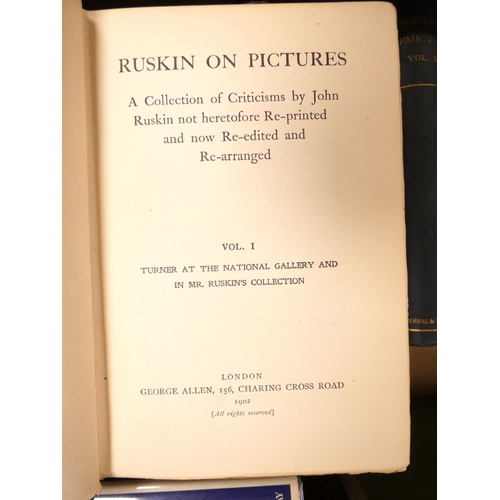 RUSKIN ON PICTURES
A Collection of Criticisms by John
Ruskin not heretofore Re-printed
and now Re-edited and
Re-arranged
VOL. I
TURNER AT THE NATIONAL GALLERY AND
IN MR. RUSKIN'S COLLECTION
LONDON
GEORGE ALLEN, 156, CHARING CROSS ROAD
1902
[All rights reserved]
VOL.